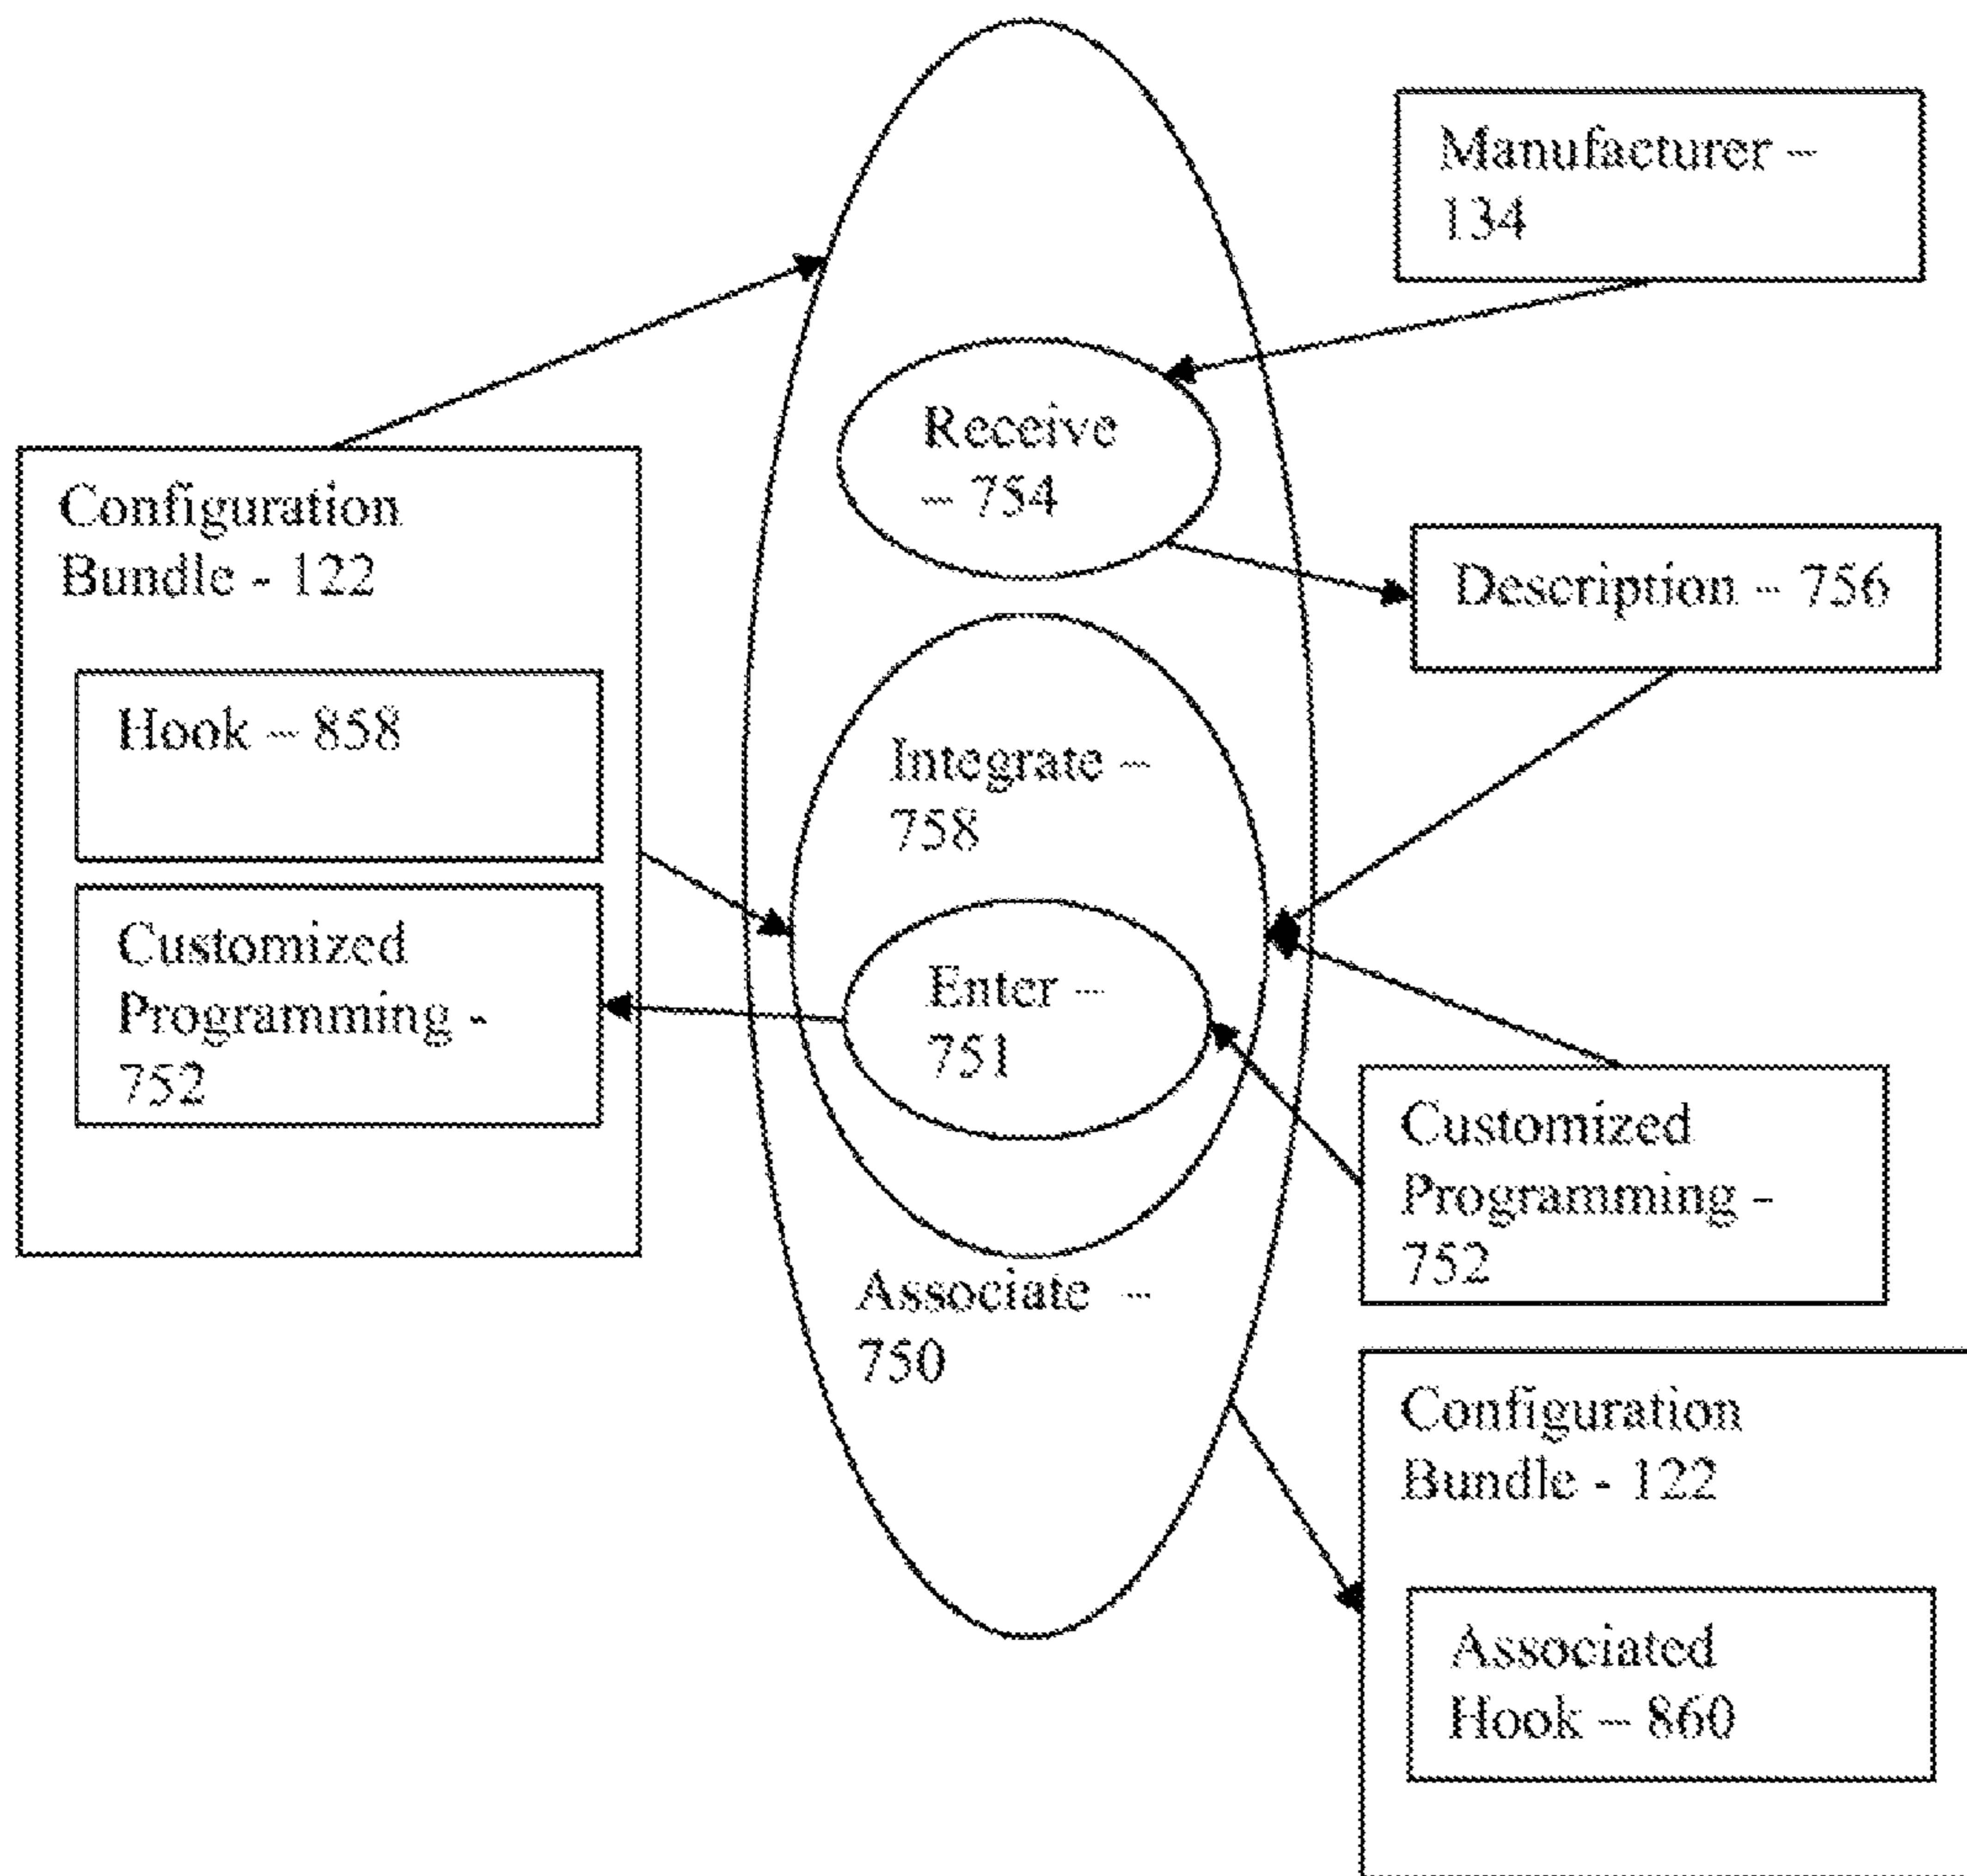 Manufacturer –
134
Receive
– 754
Configuration
Bundle - 122
Description – 756
Hook – 858
Integrate –
758
Customized
Programming -
752
Enter –
751
Customized
Programming -
752
Associate –
750
Configuration
Bundle - 122
Associated
Hook – 860